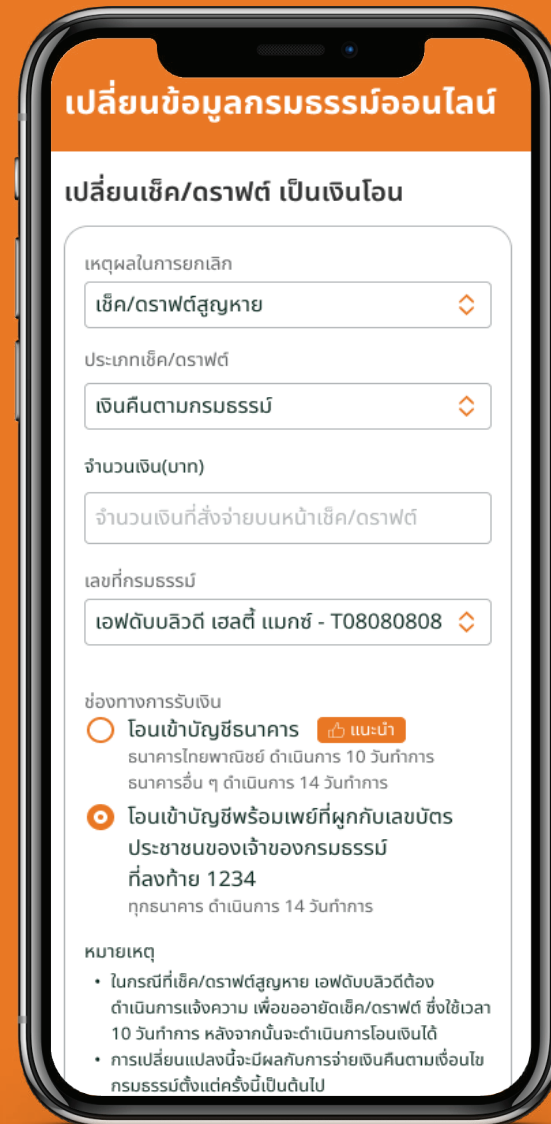 เปลี่ยนข้อมูลกรมธรรม์ออนไลน์
เปลี่ยนเช็ค/ดราฟต์ เป็นเงินโอน
เหตุผลในการยกเลิก
เช็ค/ดราฟต์สูญหาย
ประเภทเช็ค/ดราฟต์
เงินคืนตามกรมธรรม์
จำนวนเงิน(บาท)
จำนวนเงินที่สั่งจ่ายบนหน้าเช็ค/ดราฟต์
เลขที่กรมธรรม์
เอฟดับบลิวดี เฮลตี้ แมกซ์ - T08080808
ช่องทางการรับเงิน
โอนเข้าบัญชีธนาคาร แนะนำ
ธนาคารไทยพาณิชย์ ดำเนินการ 10 วันทำการ
ธนาคารอื่น ๆ ดำเนินการ 14 วันทำการ
โอนเข้าบัญชีพร้อมเพย์ที่ผูกกับเลขบัตร
ประชาชนของเจ้าของกรมธรรม์
ที่ลงท้าย 1234
ทุกธนาคาร ดำเนินการ 14 วันทำการ
หมายเหตุ
• ในกรณีที่เช็ค/ดราฟต์สูญหาย เอฟดับบลิวดีต้อง
ดำเนินการแจ้งความ เพื่อขออายัดเช็ค/ดราฟต์ ซึ่งใช้เวลา
10 วันทำการ หลังจากนั้นจะดำเนินการโอนเงินได้
• การเปลี่ยนแปลงนี้จะมีผลกับการจ่ายเงินคืนตามเงื่อนไข
กรมธรรม์ตั้งแต่ครั้งนี้เป็นต้นไป